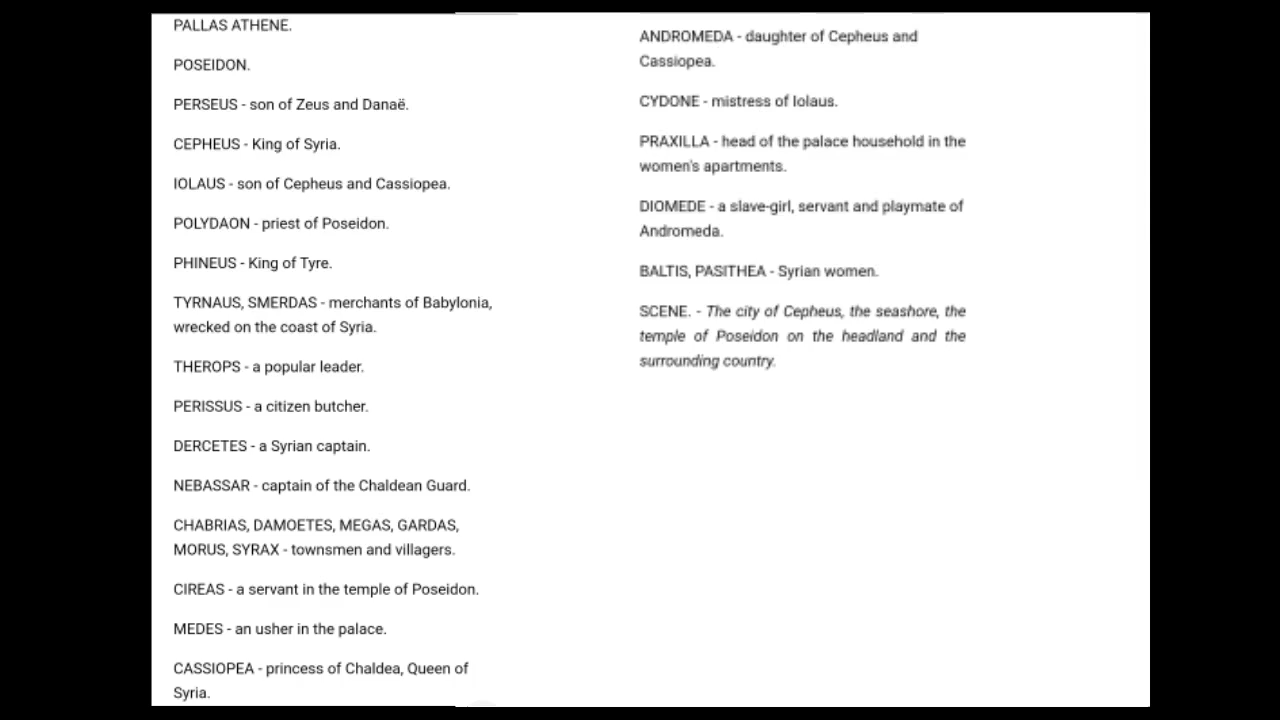 PALLAS ATHENE.
POSEIDON.
PERSEUS - son of Zeus and Danaë.
CEPHEUS - King of Syria.
IOLAUS - son of Cepheus and Cassiopea.
POLYDAON - priest of Poseidon.
PHINEUS - King of Tyre.
TYRNAUS, SMERDAS - merchants of Babylonia,
wrecked on the coast of Syria.
THEROPS - a popular leader.
PERISSUS - a citizen butcher.
DERCETES - a Syrian captain.
NEBASSAR - captain of the Chaldean Guard.
CHABRIAS, DAMOETES, MEGAS, GARDAS,
MORUS, SYRAX - townsmen and villagers.
CIREAS - a servant in the temple of Poseidon.
MEDES - an usher in the palace.
CASSIOPEA - princess of Chaldea, Queen of
Syria.
ANDROMEDA - daughter of Cepheus and
Cassiopea.
CYDONE - mistress of Iolaus.
PRAXILLA - head of the palace household in the
women's apartments.
DIOMEDE - a slave-girl, servant and playmate of
Andromeda.
BALTIS, PASITHEA - Syrian women.
SCENE. - The city of Cepheus, the seashore, the
temple of Poseidon on the headland and the
surrounding country.